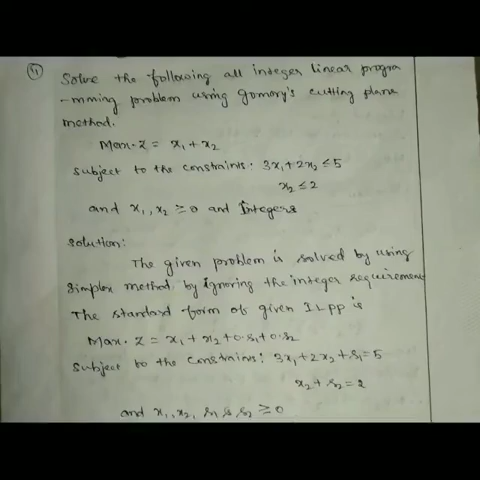 4) Solve the following all integer linear progra
-mming problem using gomory's cutting plane
method.
Max. Z = x₁ + x₂
Subject to the constraints: 3x₁ + 2x₂ ≤ 5
x₂ ≤ 2
and x₁, x₂ ≥ 0 and Integers
Solution:
The given problem is solved by using
simplex method by ignoring the integer requirement
The standard form of given ILPP is
Max. Z = x₁ + x₂ + 0·s₁ + 0·s₂
Subject to the constraints: 3x₁ + 2x₂ + s₁ = 5
x₂ + s₂ = 2
and x₁, x₂, s₁ & s₂ ≥ 0